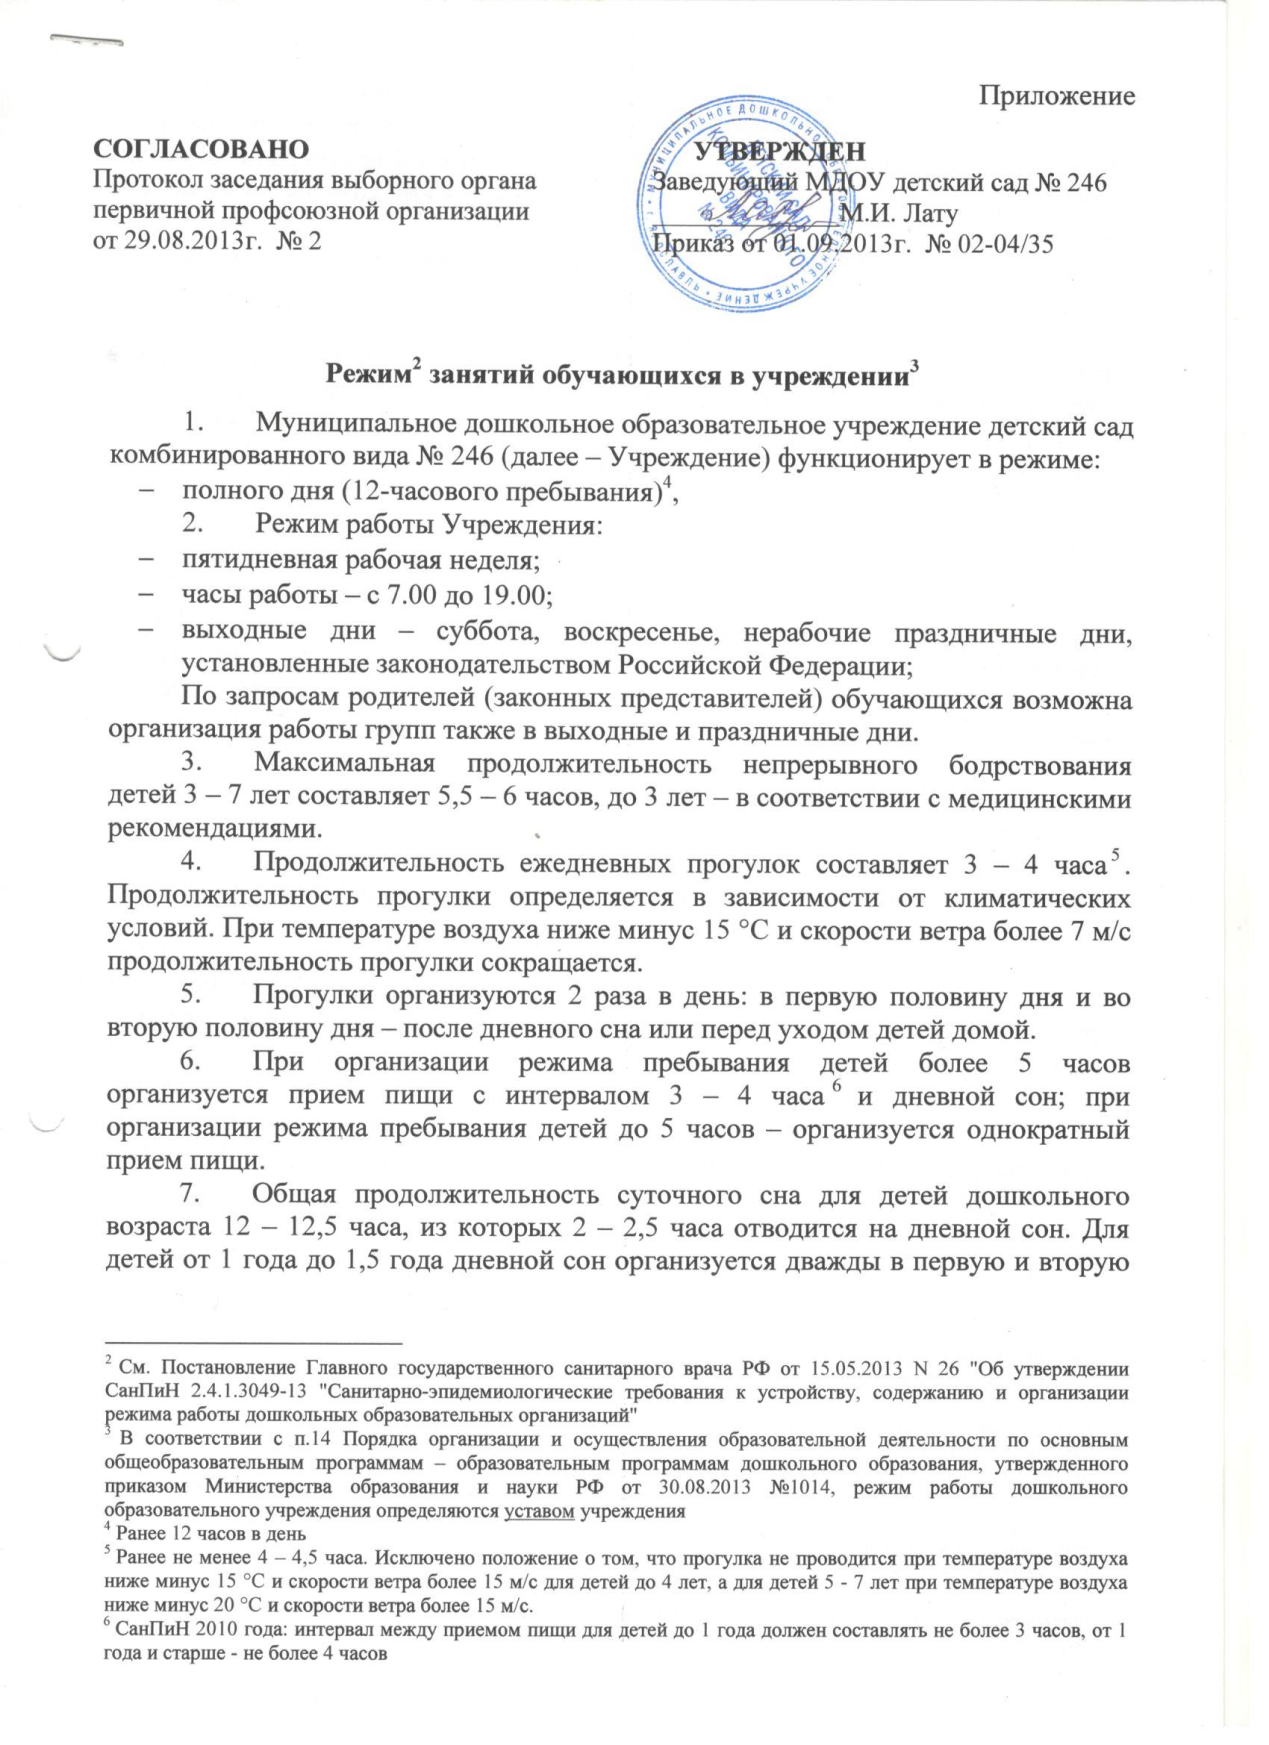 Приложение
СОГЛАСОВАНО
Протокол заседания выборного органа
первичной профсоюзной организации
от 29.08.2013г.  № 2
УТВЕРЖДЕН
Заведующий МДОУ детский сад № 246
М.И. Лату
Приказ от 01.09.2013г.  № 02-04/35
МУНИЦИПАЛЬНОЕ ДОШКОЛЬНОЕ ОБРАЗОВАТЕЛЬНОЕ УЧРЕЖДЕНИЕ • ЯРОСЛАВЛЬ
ДЕТСКИЙ САД
КОМБИНИРОВАННОГО
ВИДА
№ 246
Режим² занятий обучающихся в учреждении³
1. Муниципальное дошкольное образовательное учреждение детский сад
комбинированного вида № 246 (далее – Учреждение) функционирует в режиме:
– полного дня (12-часового пребывания)⁴,
2. Режим работы Учреждения:
– пятидневная рабочая неделя;
– часы работы – с 7.00 до 19.00;
– выходные дни – суббота, воскресенье, нерабочие праздничные дни,
установленные законодательством Российской Федерации;
По запросам родителей (законных представителей) обучающихся возможна
организация работы групп также в выходные и праздничные дни.
3. Максимальная продолжительность непрерывного бодрствования
детей 3 – 7 лет составляет 5,5 – 6 часов, до 3 лет – в соответствии с медицинскими
рекомендациями.
4. Продолжительность ежедневных прогулок составляет 3 – 4 часа⁵.
Продолжительность прогулки определяется в зависимости от климатических
условий. При температуре воздуха ниже минус 15 °С и скорости ветра более 7 м/с
продолжительность прогулки сокращается.
5. Прогулки организуются 2 раза в день: в первую половину дня и во
вторую половину дня – после дневного сна или перед уходом детей домой.
6. При организации режима пребывания детей более 5 часов
организуется прием пищи с интервалом 3 – 4 часа⁶ и дневной сон; при
организации режима пребывания детей до 5 часов – организуется однократный
прием пищи.
7. Общая продолжительность суточного сна для детей дошкольного
возраста 12 – 12,5 часа, из которых 2 – 2,5 часа отводится на дневной сон. Для
детей от 1 года до 1,5 года дневной сон организуется дважды в первую и вторую
² См. Постановление Главного государственного санитарного врача РФ от 15.05.2013 N 26 "Об утверждении
СанПиН 2.4.1.3049-13 "Санитарно-эпидемиологические требования к устройству, содержанию и организации
режима работы дошкольных образовательных организаций"
³ В соответствии с п.14 Порядка организации и осуществления образовательной деятельности по основным
общеобразовательным программам – образовательным программам дошкольного образования, утвержденного
приказом Министерства образования и науки РФ от 30.08.2013 №1014, режим работы дошкольного
образовательного учреждения определяются уставом учреждения
⁴ Ранее 12 часов в день
⁵ Ранее не менее 4 – 4,5 часа. Исключено положение о том, что прогулка не проводится при температуре воздуха
ниже минус 15 °С и скорости ветра более 15 м/с для детей до 4 лет, а для детей 5 - 7 лет при температуре воздуха
ниже минус 20 °С и скорости ветра более 15 м/с.
⁶ СанПиН 2010 года: интервал между приемом пищи для детей до 1 года должен составлять не более 3 часов, от 1
года и старше - не более 4 часов